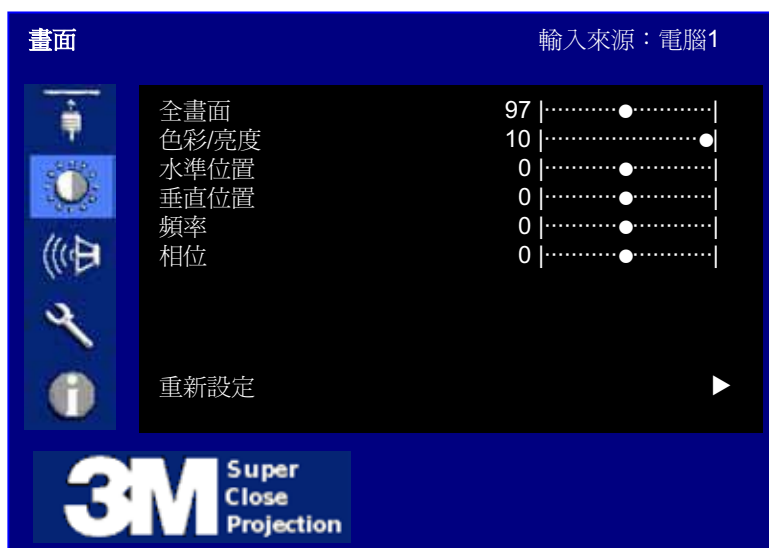 畫面 輸入來源：電腦1
全畫面 97
色彩/亮度 10
水準位置 0
垂直位置 0
頻率 0
相位 0
重新設定
3M Super
Close
Projection